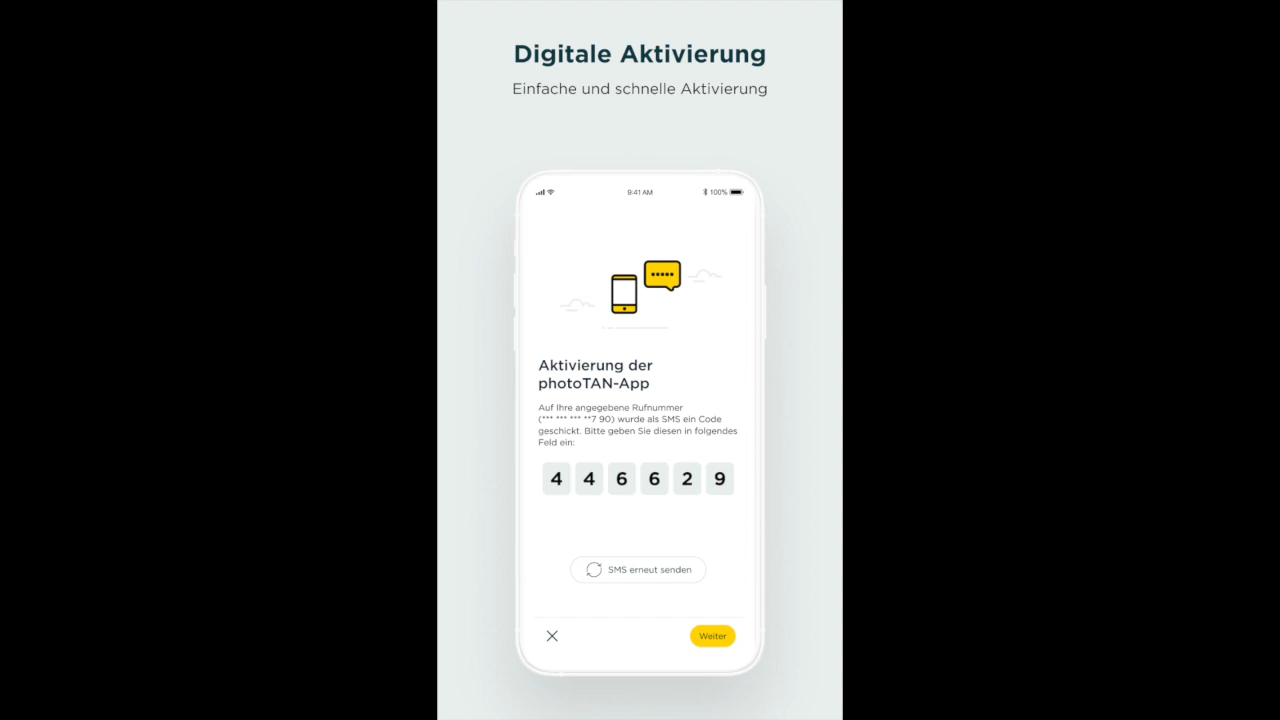 Digitale Aktivierung
Einfache und schnelle Aktivierung
9:41 AM
100%
Aktivierung der
photoTAN-App
Auf Ihre angegebene Rufnummer
(*** *** *** **7 90) wurde als SMS ein Code
geschickt. Bitte geben Sie diesen in folgendes
Feld ein:
4 4 6 6 2 9
SMS erneut senden
Weiter